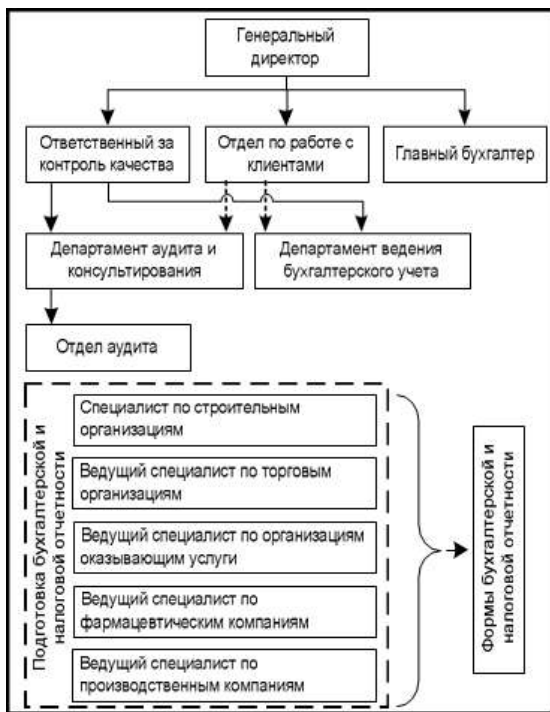 Генеральный
директор
Ответственный за
контроль качества
Отдел по работе с
клиентами
Главный бухгалтер
Департамент аудита и
консультирования
Департамент ведения
бухгалтерского учета
Отдел аудита
Подготовка бухгалтерской и
налоговой отчетности
Специалист по строительным
организациям
Ведущий специалист по торговым
организациям
Ведущий специалист по организациям
оказывающим услуги
Ведущий специалист по
фармацевтическим компаниям
Ведущий специалист по
производственным компаниям
Формы бухгалтерской и
налоговой отчетности